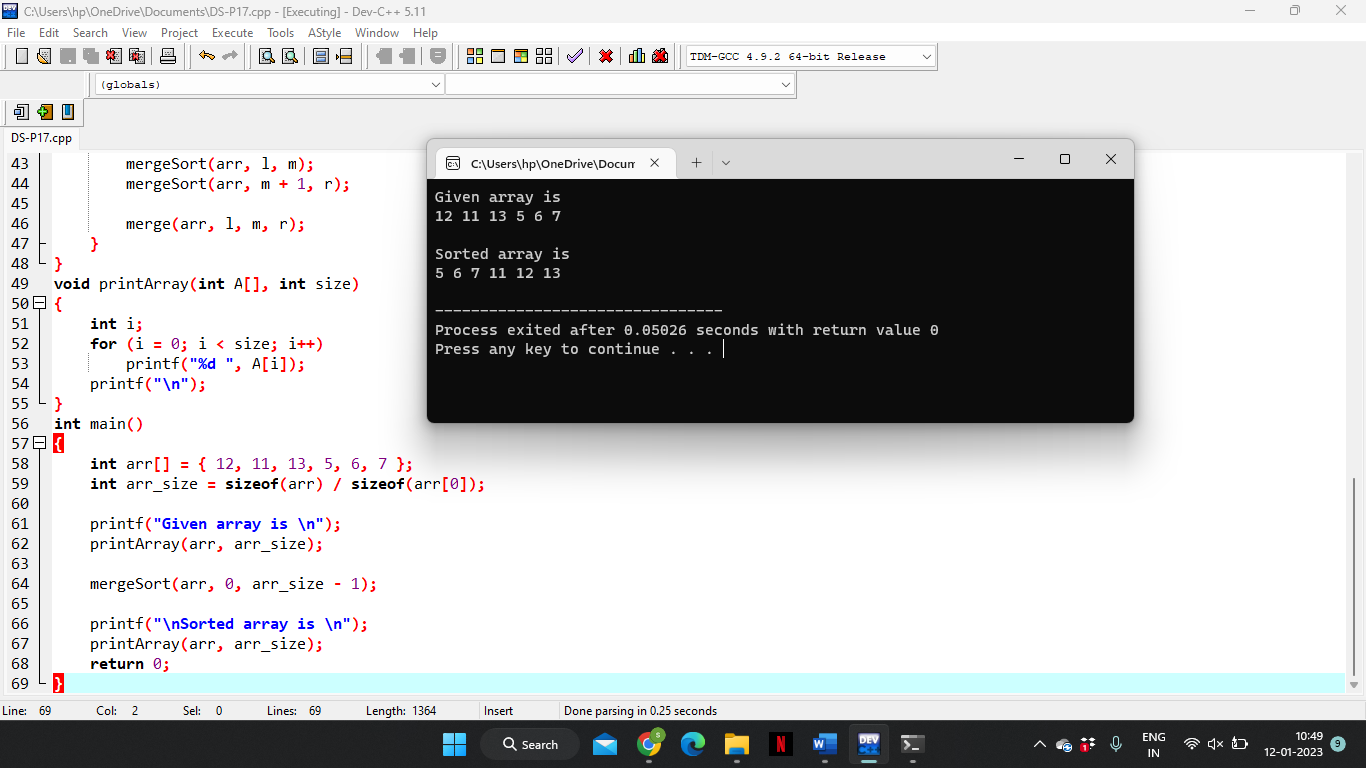 C:\Users\hp\OneDrive\Documents\DS-P17.cpp - [Executing] - Dev-C++ 5.11
File Edit Search View Project Execute Tools AStyle Window Help
TDM-GCC 4.9.2 64-bit Release
(globals)
DS-P17.cpp
43 mergeSort(arr, l, m);
44 mergeSort(arr, m + 1, r);
45
46 merge(arr, l, m, r);
47 }
48 }
49 void printArray(int A[], int size)
50 {
51 int i;
52 for (i = 0; i < size; i++)
53 printf("%d ", A[i]);
54 printf("\n");
55 }
56 int main()
57 {
58 int arr[] = { 12, 11, 13, 5, 6, 7 };
59 int arr_size = sizeof(arr) / sizeof(arr[0]);
60
61 printf("Given array is \n");
62 printArray(arr, arr_size);
63
64 mergeSort(arr, 0, arr_size - 1);
65
66 printf("\nSorted array is \n");
67 printArray(arr, arr_size);
68 return 0;
69 }
C:\Users\hp\OneDrive\Docum
Given array is
12 11 13 5 6 7
Sorted array is
5 6 7 11 12 13
--------------------------------
Process exited after 0.05026 seconds with return value 0
Press any key to continue . . .
Line: 69 Col: 2 Sel: 0 Lines: 69 Length: 1364 Insert Done parsing in 0.25 seconds
Search
ENG
IN
10:49
12-01-2023
9